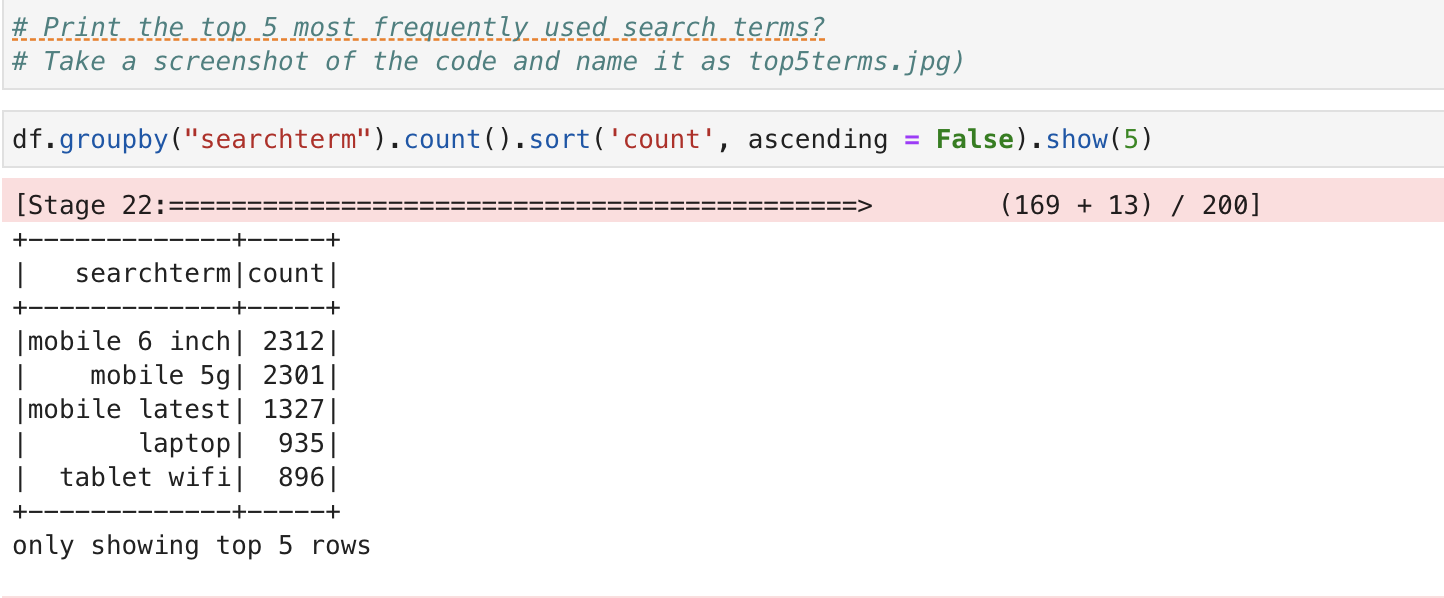 # Print the top 5 most frequently used search terms?
# Take a screenshot of the code and name it as top5terms.jpg)
df.groupby("searchterm").count().sort('count', ascending = False).show(5)
[Stage 22:============================================>        (169 + 13) / 200]
+-------------+-----+
|   searchterm|count|
+-------------+-----+
|mobile 6 inch| 2312|
|    mobile 5g| 2301|
|mobile latest| 1327|
|       laptop|  935|
|  tablet wifi|  896|
+-------------+-----+
only showing top 5 rows